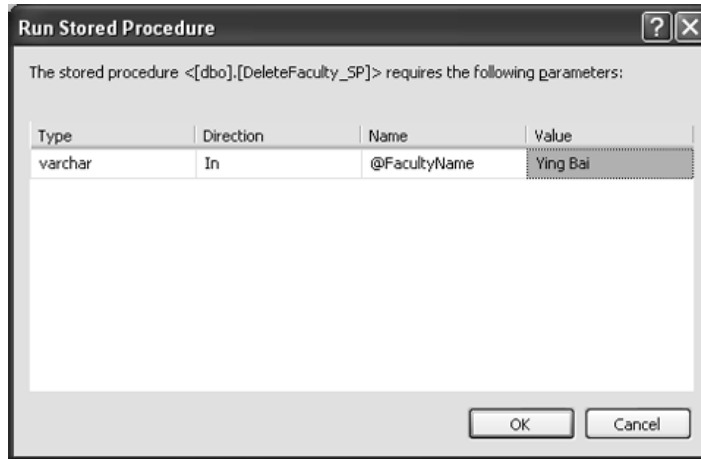 Run Stored Procedure
The stored procedure <[dbo].[DeleteFaculty_SP]> requires the following parameters:
Type Direction Name Value
varchar In @FacultyName Ying Bai
OK Cancel